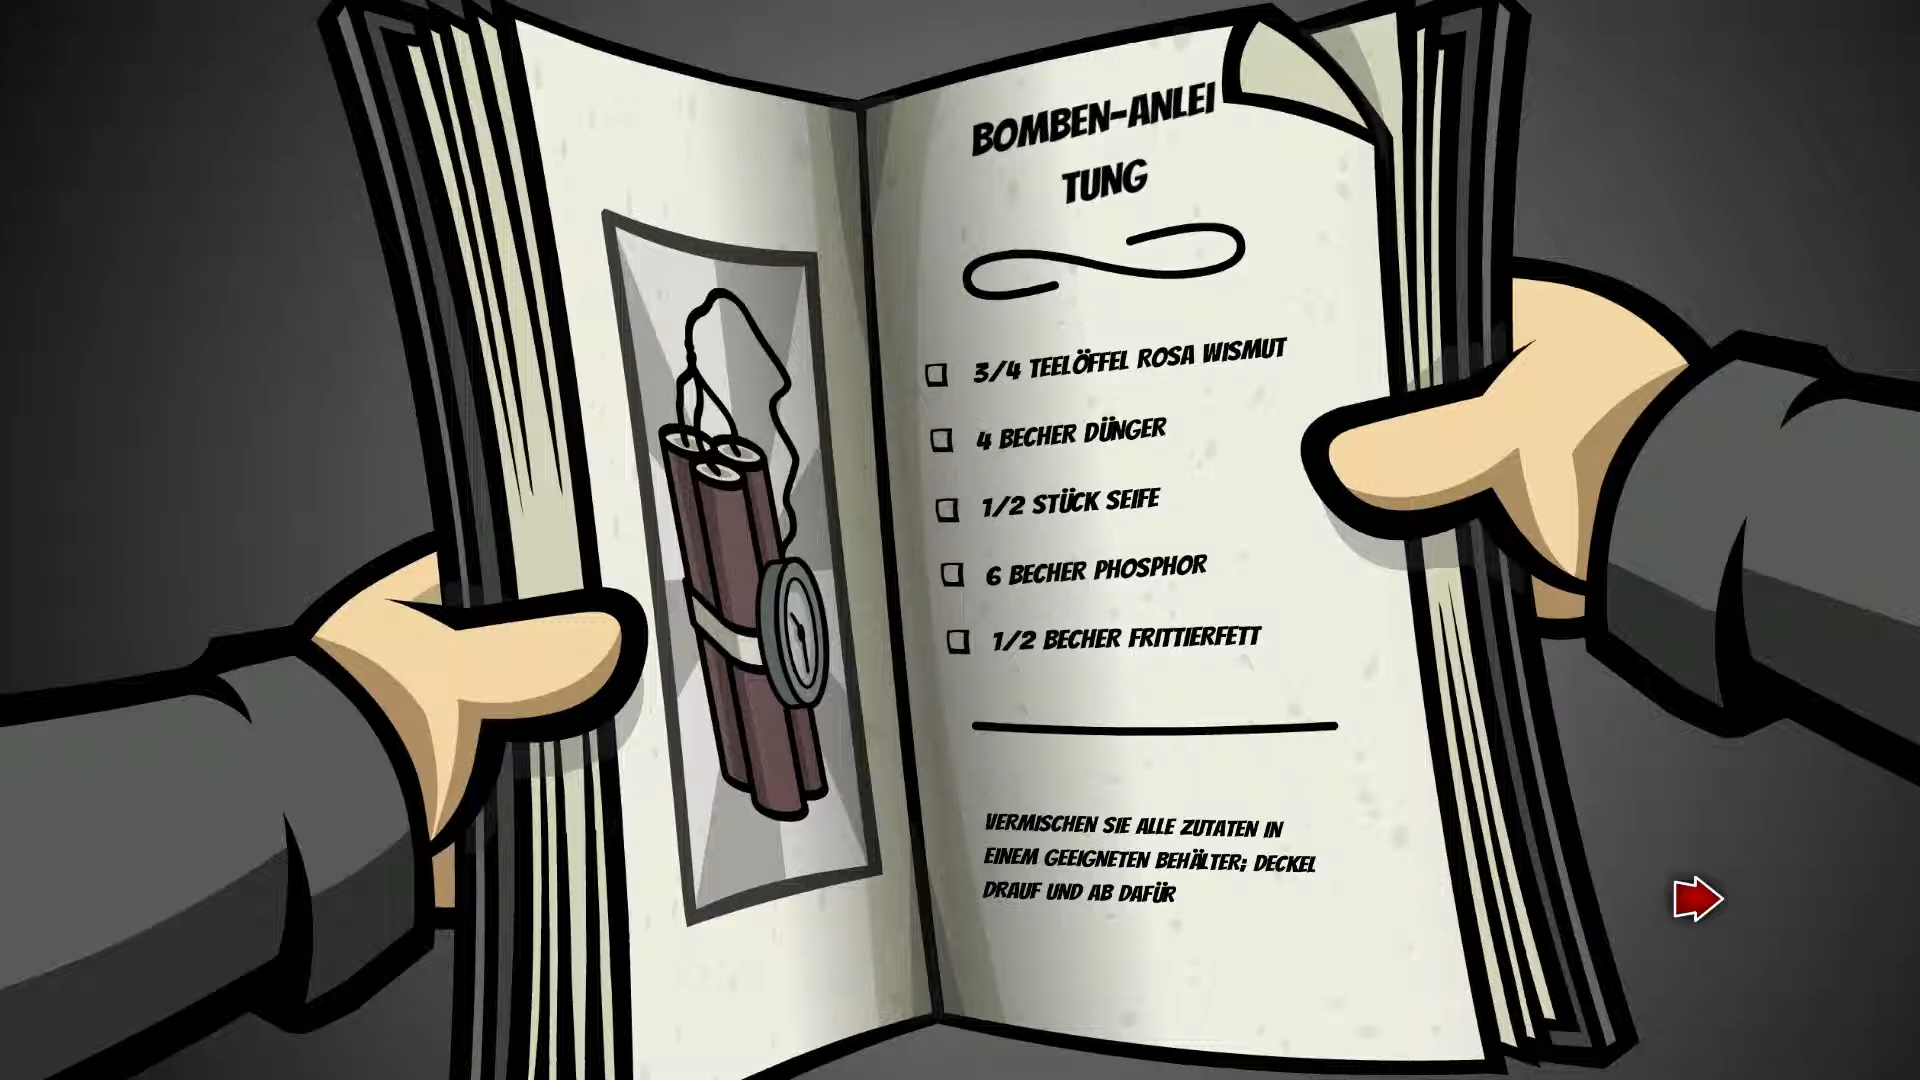 BOMBEN-ANLEI
TUNG
3/4 TEELÖFFEL ROSA WISMUT
4 BECHER DÜNGER
1/2 STÜCK SEIFE
6 BECHER PHOSPHOR
1/2 BECHER FRITTIERFETT
VERMISCHEN SIE ALLE ZUTATEN IN
EINEM GEEIGNETEN BEHÄLTER; DECKEL
DRAUF UND AB DAFÜR